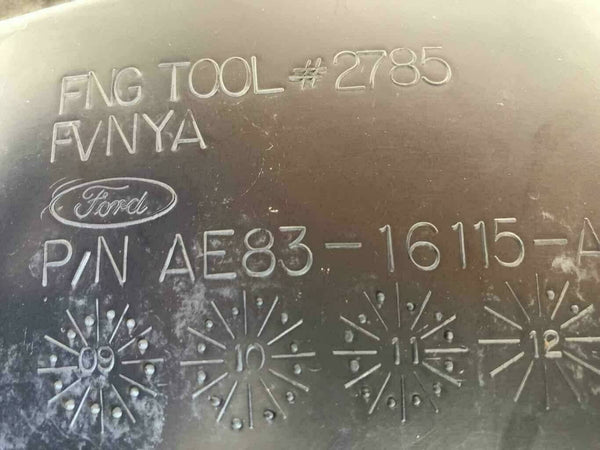 FNG TOOL #2785
FVNYA
Ford
P/N AE83-16115-A
09 10 11 12